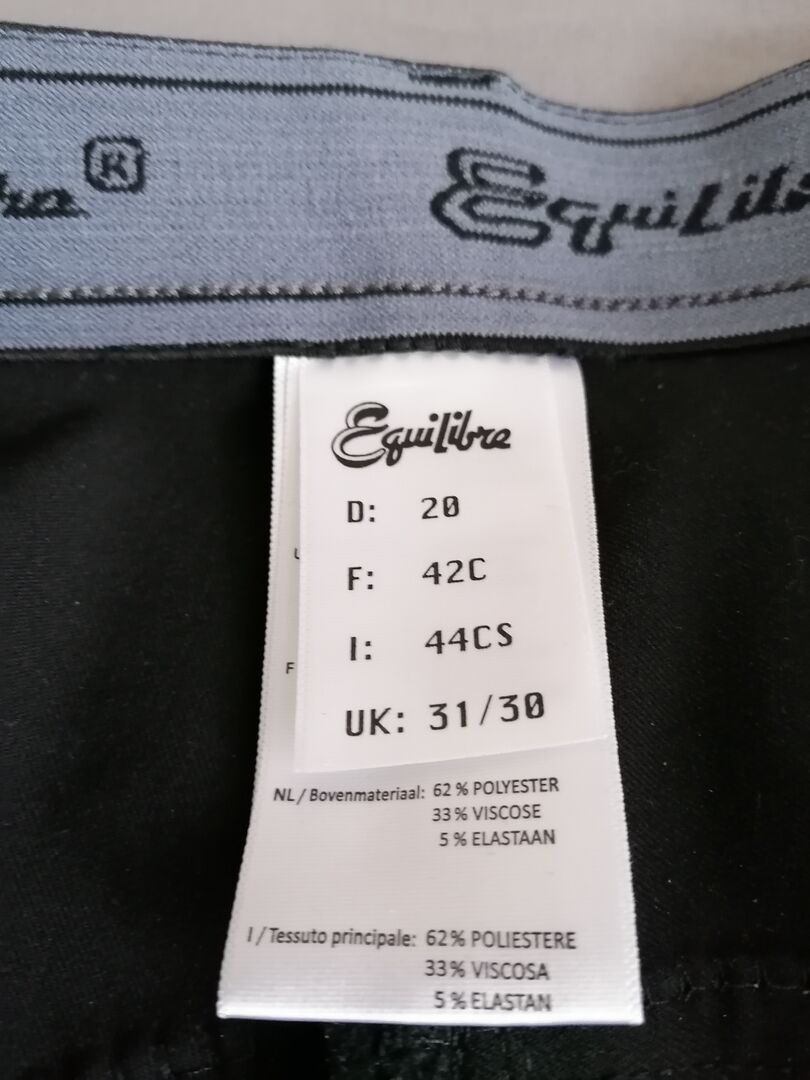 ®
EquiLib
EquiLibre
D: 20
F: 42C
I: 44CS
UK: 31/30
F
NL/Bovenmateriaal: 62 % POLYESTER
33 % VISCOSE
5 % ELASTAAN
I/Tessuto principale: 62 % POLIESTERE
33 % VISCOSA
5 % ELASTAN